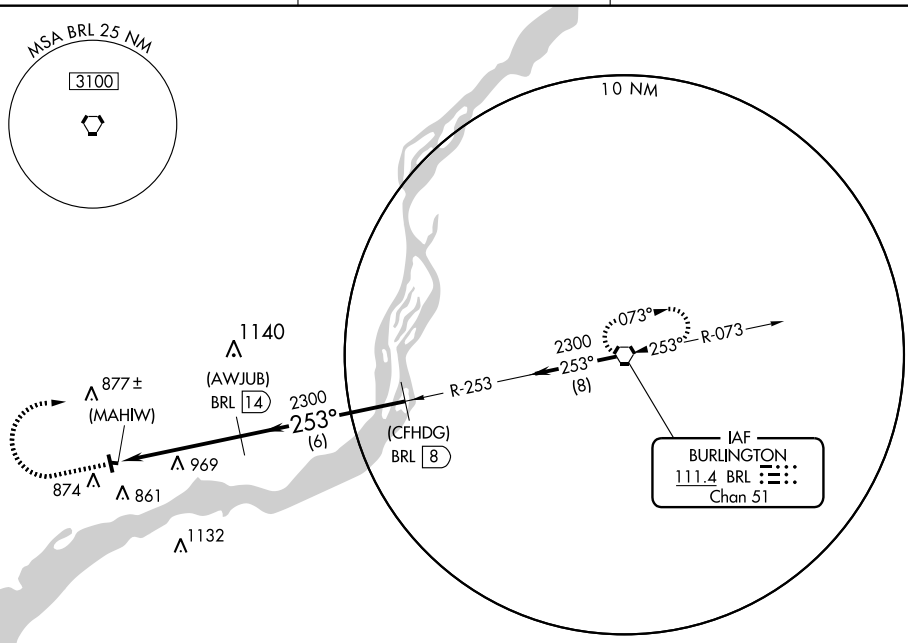 MSA BRL 25 NM
3100
10 NM
073°
2300
253°
R-073
253°
(8)
R-253
1140
(AWJUB)
BRL 14
2300
253°
(6)
877 ±
(MAHIW)
(CFHDG)
BRL 8
969
874
861
1132
IAF
BURLINGTON
111.4 BRL
Chan 51